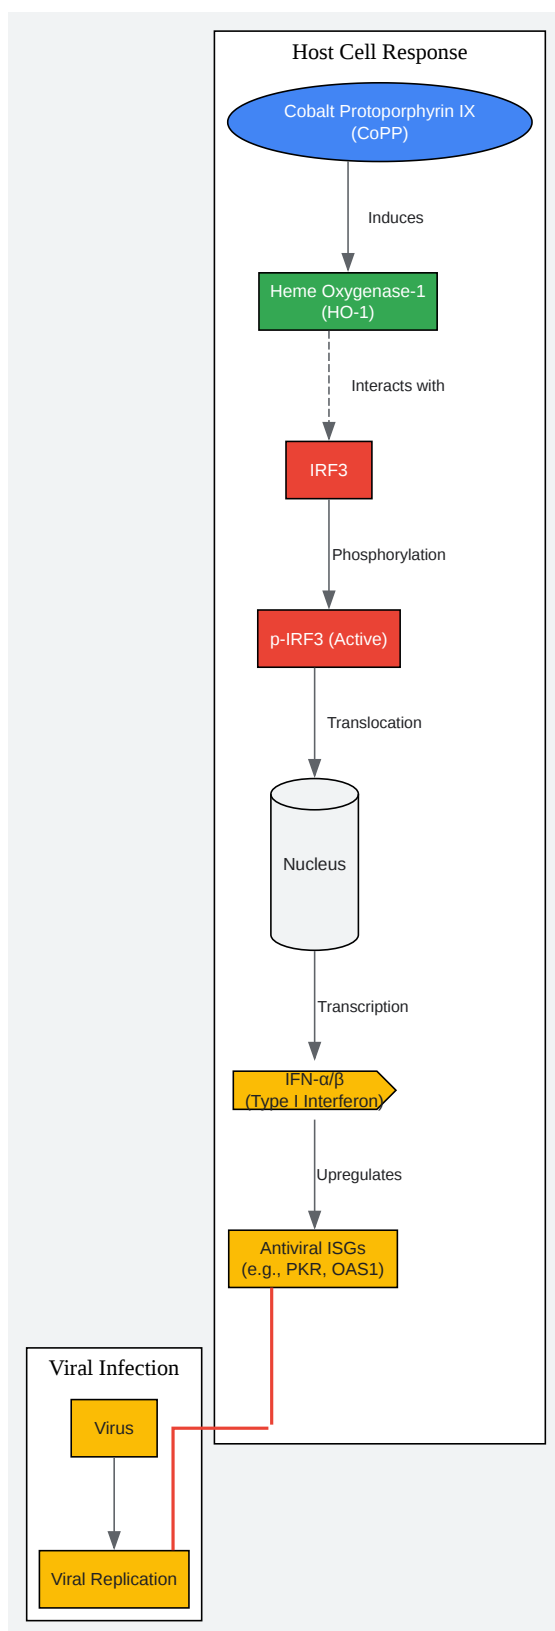 Host Cell Response
Cobalt Protoporphyrin IX
(CoPP)
Induces
Heme Oxygenase-1
(HO-1)
Interacts with
IRF3
Phosphorylation
p-IRF3 (Active)
Translocation
Nucleus
Transcription
IFN-α/β
(Type I Interferon)
Upregulates
Antiviral ISGs
(e.g., PKR, OAS1)
Viral Infection
Virus
Viral Replication